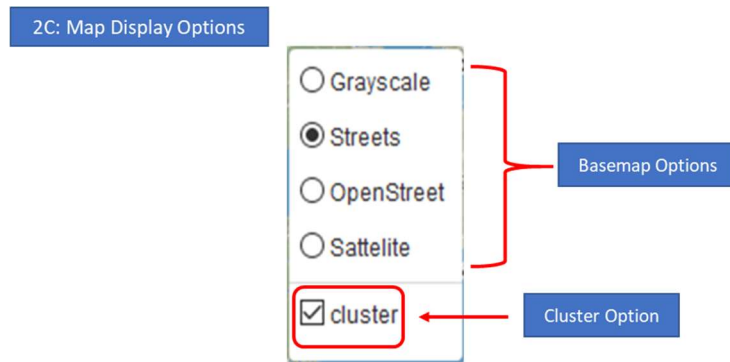 2C: Map Display Options
Grayscale
Streets
OpenStreet
Sattelite
Basemap Options
cluster
Cluster Option